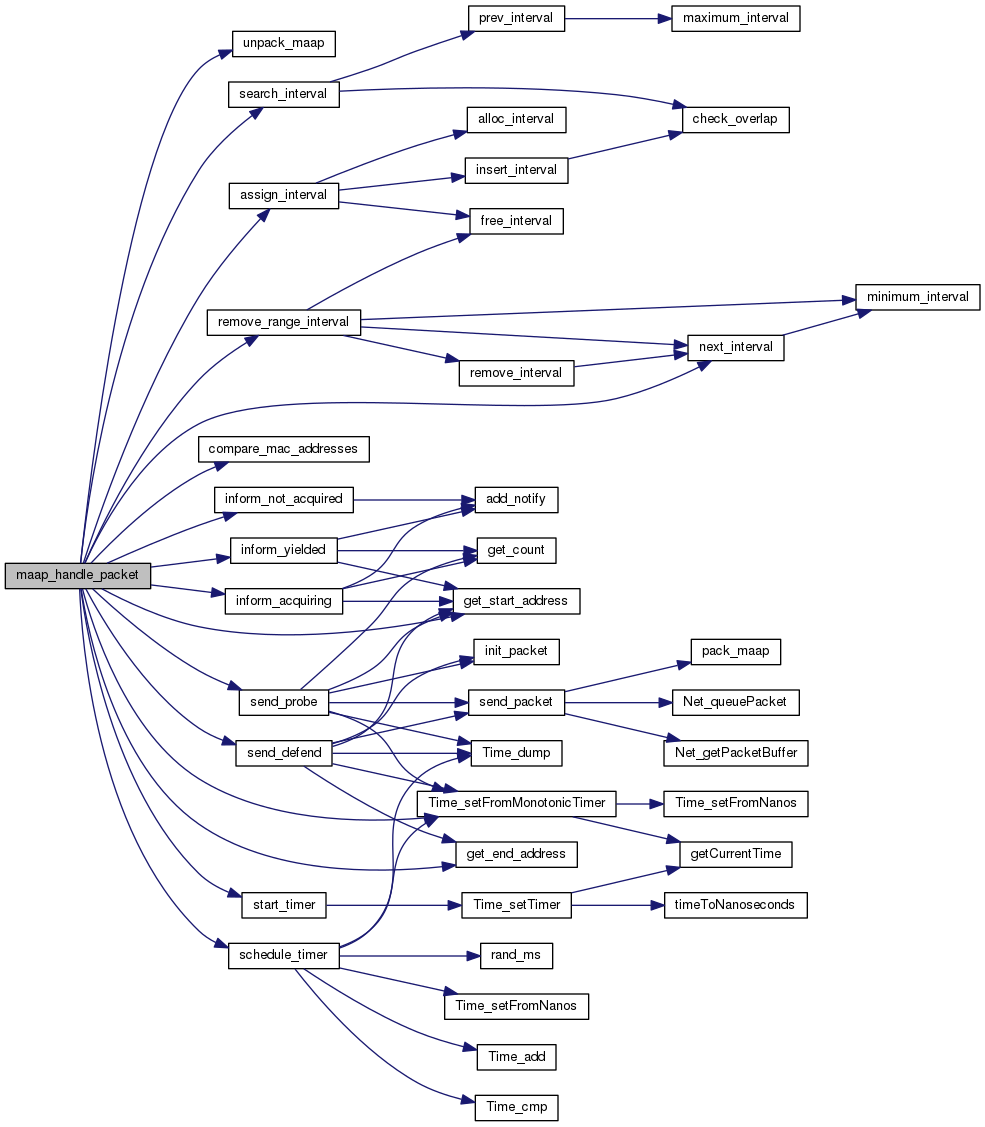 prev_interval
maximum_interval
unpack_maap
search_interval
alloc_interval
check_overlap
insert_interval
assign_interval
free_interval
minimum_interval
remove_range_interval
next_interval
remove_interval
compare_mac_addresses
inform_not_acquired
add_notify
inform_yielded
get_count
maap_handle_packet
inform_acquiring
get_start_address
init_packet
pack_maap
send_probe
send_packet
Net_queuePacket
send_defend
Time_dump
Net_getPacketBuffer
Time_setFromMonotonicTimer
Time_setFromNanos
get_end_address
getCurrentTime
start_timer
Time_setTimer
timeToNanoseconds
schedule_timer
rand_ms
Time_setFromNanos
Time_add
Time_cmp